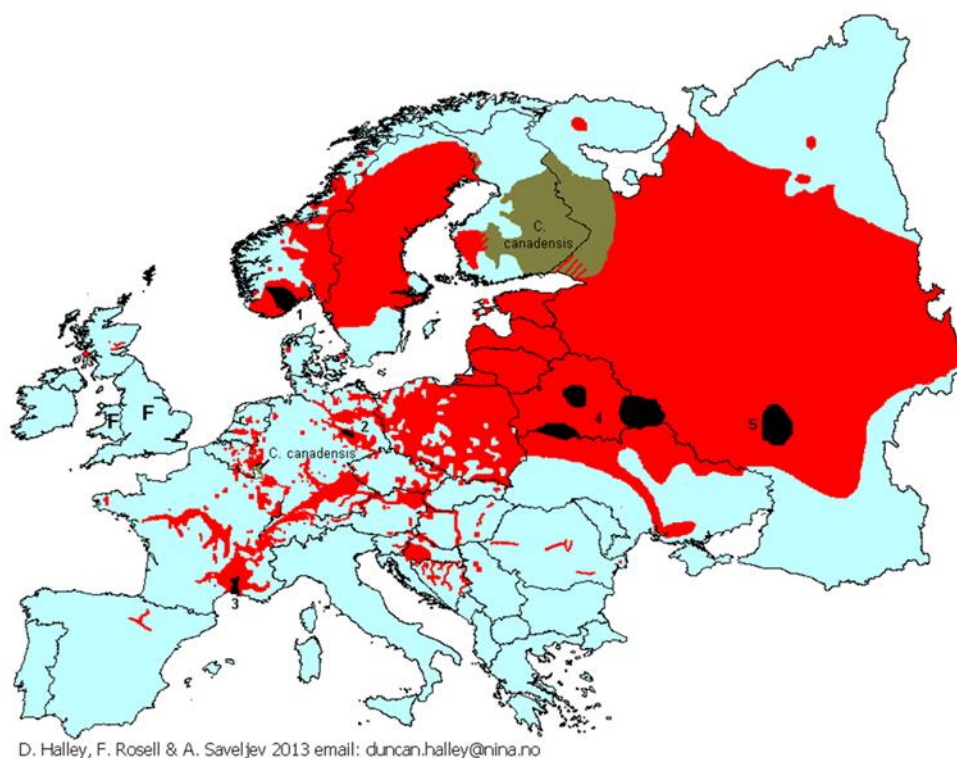 C.
canadensis
1
F
F
4
5
2
C. canadensis
3
D. Halley, F. Rosell & A. Saveljev 2013 email: duncan.halley@nina.no